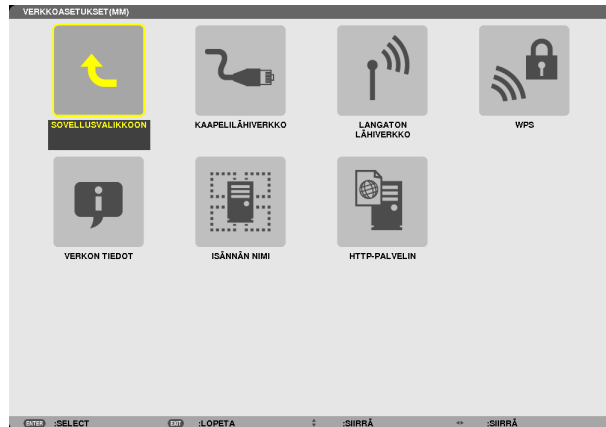 VERKKOASETUKSET(MM)
SOVELLUSVALIKKOON
KAAPELILÄHIVERKKO
LANGATON
LÄHIVERKKO
WPS
VERKON TIEDOT
ISÄNNÄN NIMI
HTTP-PALVELIN
ENTER :SELECT EXIT :LOPETA :SIIRRÄ :SIIRRÄ